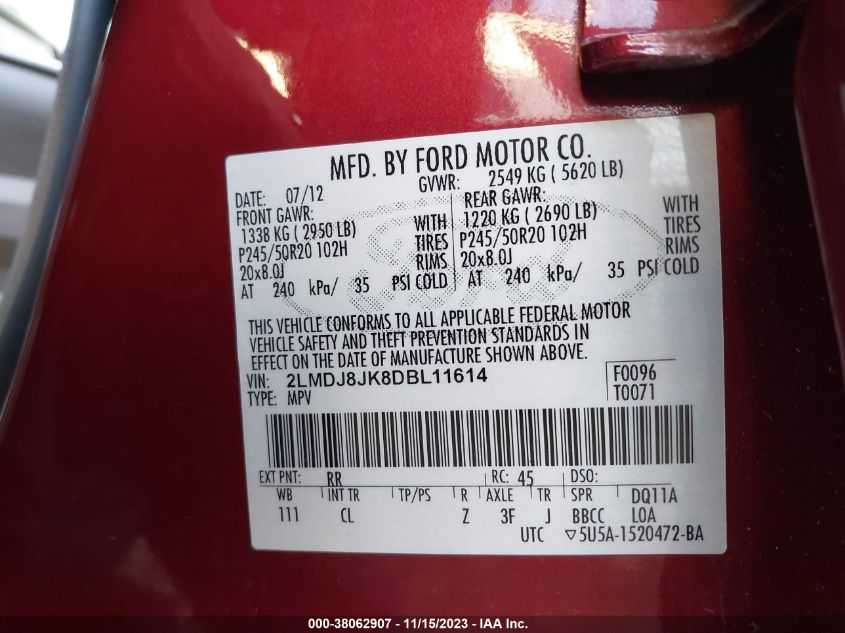 MFD. BY FORD MOTOR CO.
DATE: 07/12 GVWR: 2549 KG ( 5620 LB)
FRONT GAWR: REAR GAWR:
1338 KG ( 2950 LB) WITH 1220 KG ( 2690 LB) WITH
P245/50R20 102H TIRES P245/50R20 102H TIRES
20x8.0J RIMS 20x8.0J RIMS
AT 240 kPa/ 35 PSI COLD AT 240 kPa/ 35 PSI COLD
THIS VEHICLE CONFORMS TO ALL APPLICABLE FEDERAL MOTOR
VEHICLE SAFETY AND THEFT PREVENTION STANDARDS IN
EFFECT ON THE DATE OF MANUFACTURE SHOWN ABOVE.
VIN: 2LMDJ8JK8DBL11614 F0096
TYPE: MPV T0071
EXT PNT: RR RC: 45 DSO:
WB INT TR TP/PS R AXLE TR SPR DQ11A
111 CL Z 3F J BBCC LOA
UTC ▽5U5A-1520472-BA
000-38062907 - 11/15/2023 - IAA Inc.